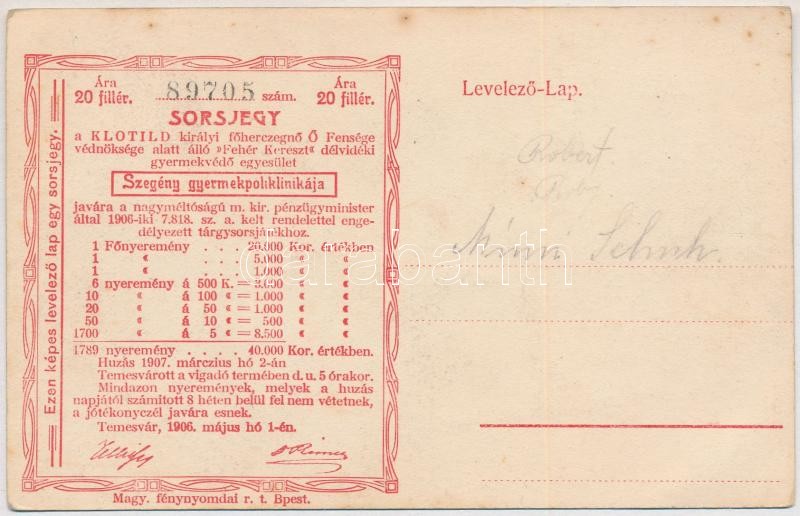 Ezen képes levelező lap egy sorsjegy.
Ára 89705 szám. Ára
20 fillér. 20 fillér.
SORSJEGY
a KLOTILD királyi főherczegnő Ő Fensége
védnöksége alatt álló »Fehér Kereszt« délvidéki
gyermekvédő egyesület
Szegény gyermekpoliklinikája
javára a nagyméltóságú m. kir. pénzügyminister
által 1906-iki 7.818. sz. a. kelt rendelettel enge-
délyezett tárgysorsjátékhoz.
1 Főnyeremény . . . 20.000 Kor. értékben
1 « . . . 5.000 « «
1 « . . . 1.000 « «
6 nyeremény á 500 K. = 3.000 « «
10 « á 100 « = 1.000 « «
20 « á 50 « = 1.000 « «
50 « á 10 « = 500 « «
1700 « á 5 « = 8.500 « «
1789 nyeremény . . . . 40.000 Kor. értékben.
Huzás 1907. márczius hó 2-án
Temesvárott a vigadó termében d. u. 5 órakor.
Mindazon nyeremények, melyek a huzás
napjától számitott 8 héten belül fel nem vétetnek,
a jótékonyczél javára esnek.
Temesvár, 1906. május hó 1-én.
Magy. fénynyomdai r. t. Bpest.
Levelező-Lap.
Robert.
Mimi Schuh.
darabanth.com